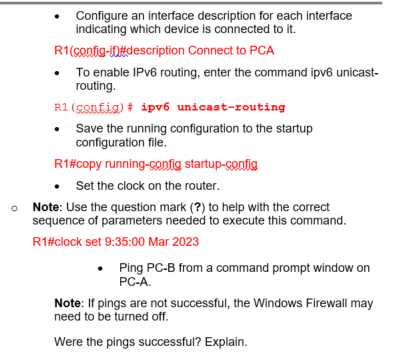 • Configure an interface description for each interface
indicating which device is connected to it.
R1(config-if)#description Connect to PCA
• To enable IPv6 routing, enter the command ipv6 unicast-
routing.
R1(config)# ipv6 unicast-routing
• Save the running configuration to the startup
configuration file.
R1#copy running-config startup-config
• Set the clock on the router.
o Note: Use the question mark (?) to help with the correct
sequence of parameters needed to execute this command.
R1#clock set 9:35:00 Mar 2023
• Ping PC-B from a command prompt window on
PC-A.
Note: If pings are not successful, the Windows Firewall may
need to be turned off.
Were the pings successful? Explain.